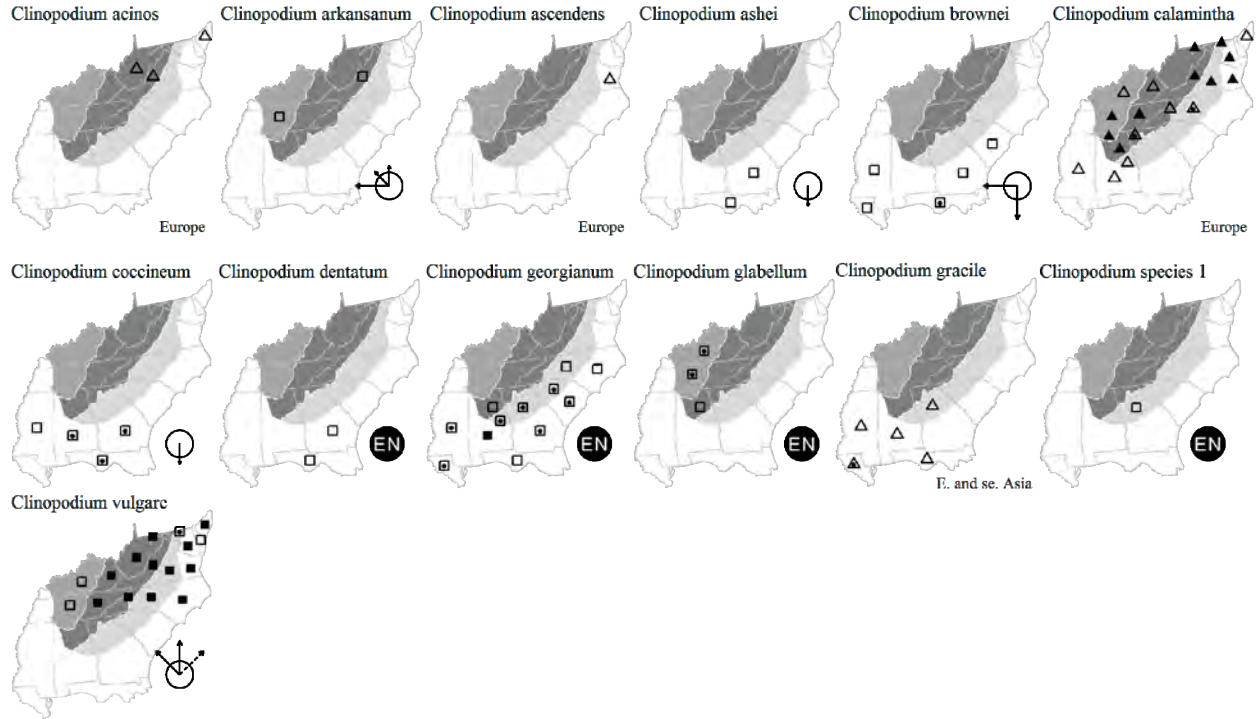 Clinopodium acinos Clinopodium arkansanum Clinopodium ascendens Clinopodium ashei Clinopodium brownei Clinopodium calamintha
Europe Europe Europe
Clinopodium coccineum Clinopodium dentatum Clinopodium georgianum Clinopodium glabellum Clinopodium gracile Clinopodium species 1
EN EN EN EN
E. and se. Asia
Clinopodium vulgare